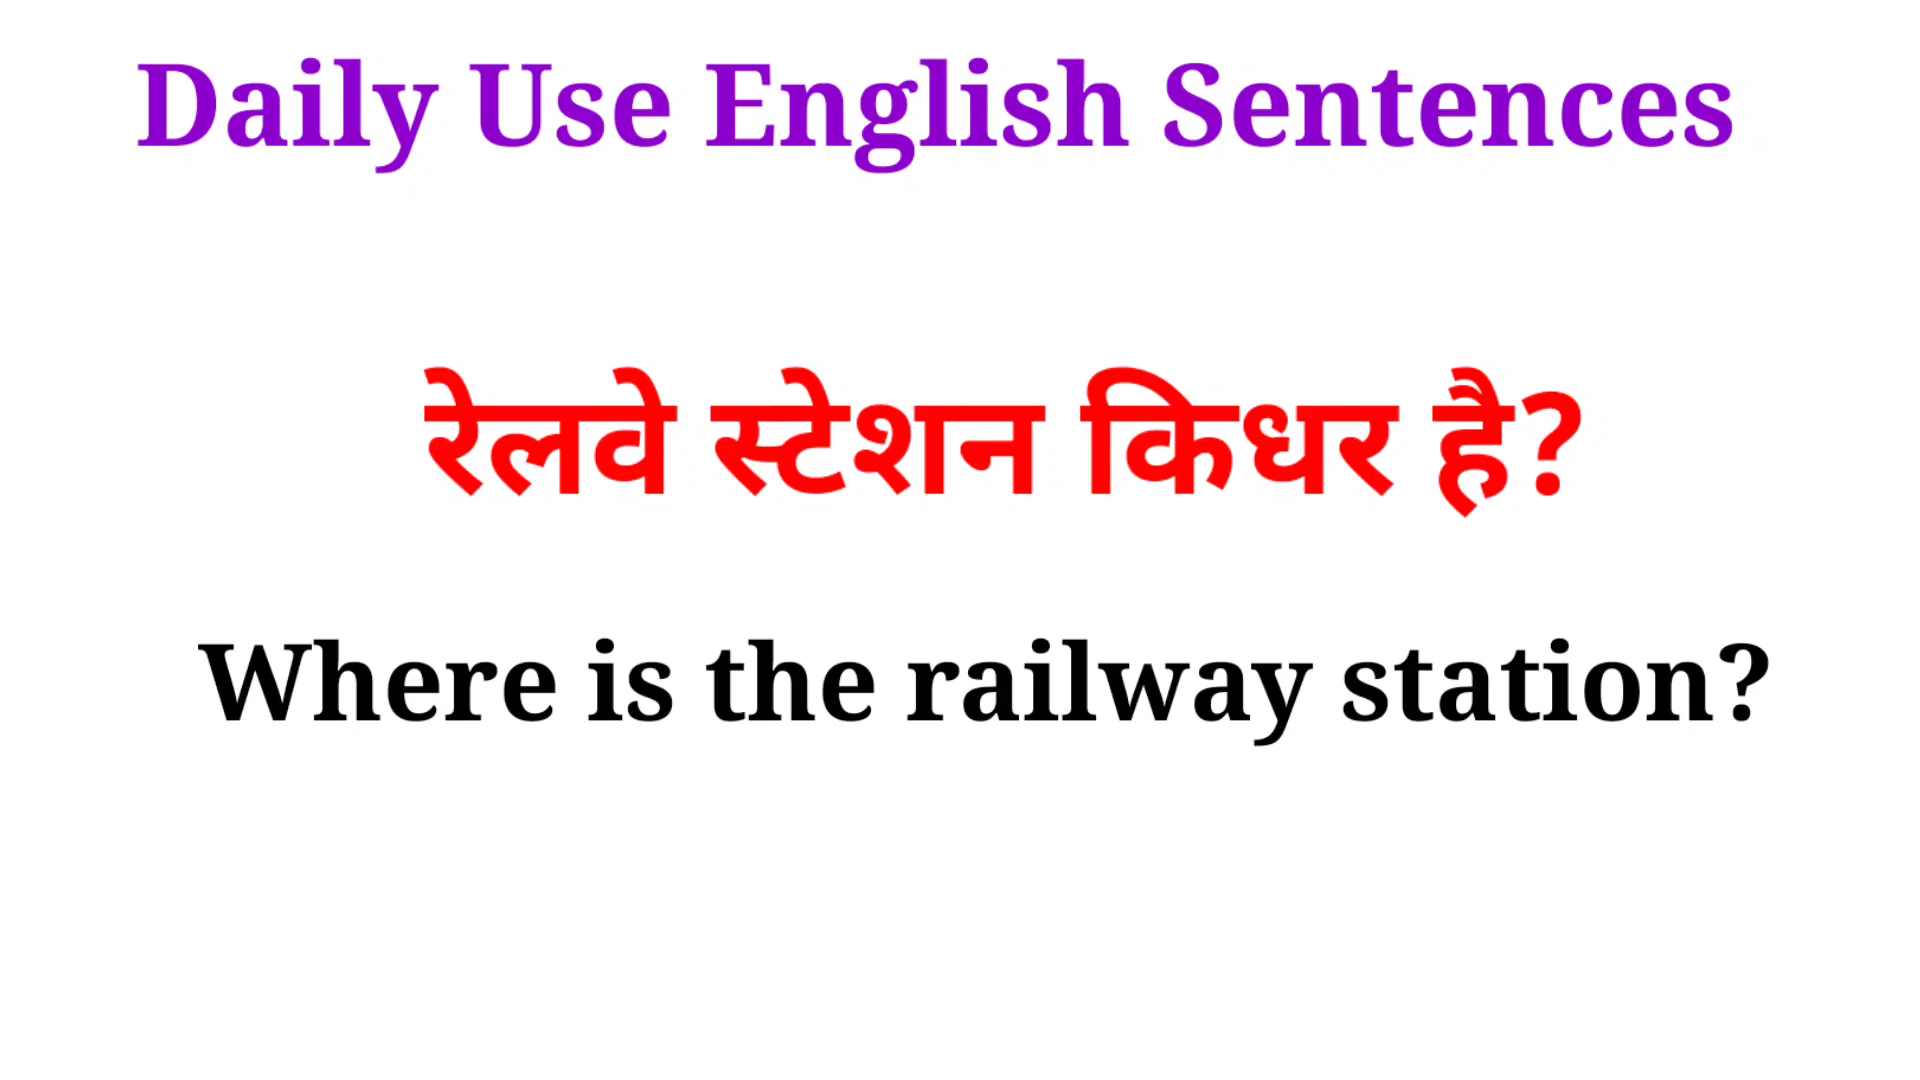 Daily Use English Sentences
रेलवे स्टेशन किधर है?
Where is the railway station?